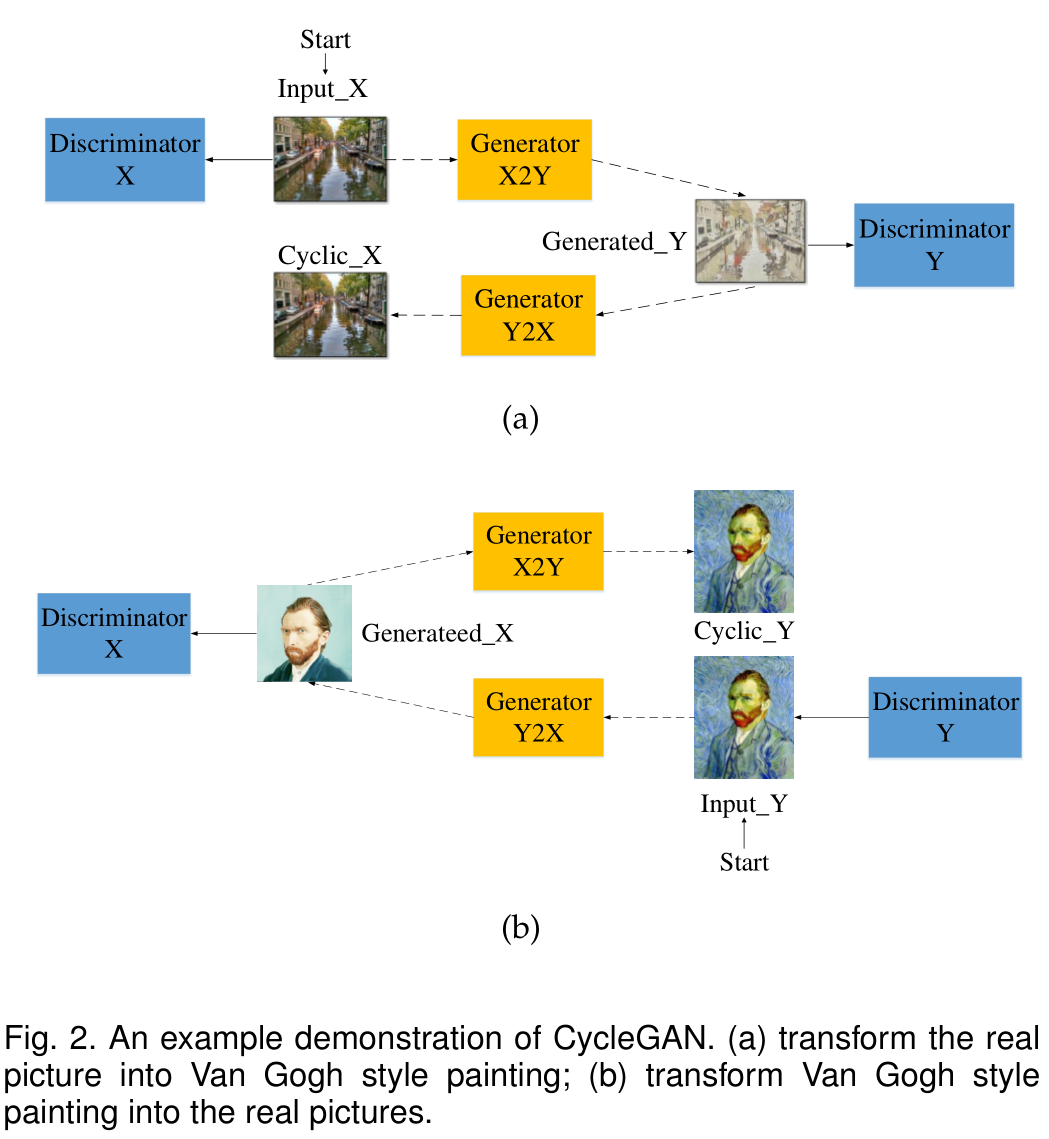 Start
Input_X
Discriminator
X
Generator
X2Y
Generated_Y
Discriminator
Y
Cyclic_X
Generator
Y2X
(a)
Generator
X2Y
Cyclic_Y
Discriminator
X
Generateed_X
Generator
Y2X
Discriminator
Y
Input_Y
Start
(b)
Fig. 2. An example demonstration of CycleGAN. (a) transform the real
picture into Van Gogh style painting; (b) transform Van Gogh style
painting into the real pictures.